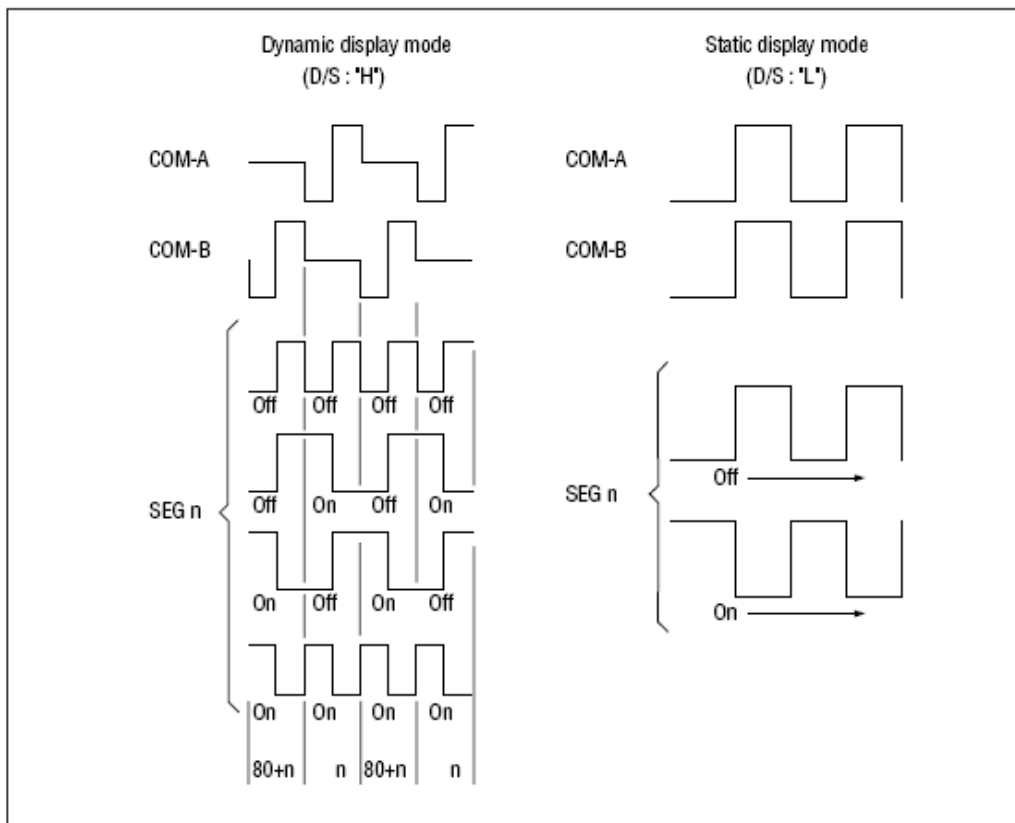 Dynamic display mode
(D/S : "H")
Static display mode
(D/S : "L")
COM-A
COM-A
COM-B
COM-B
Off Off Off Off
Off On Off On
SEG n
On Off On Off
On On On On
80+n n 80+n n
Off
SEG n
On